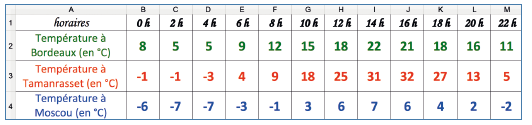 A B C D E F G H I J K L M
1 horaires 0 h 2 h 4 h 6 h 8 h 10 h 12 h 14 h 16 h 18 h 20 h 22 h
2 Température à Bordeaux (en °C) 8 5 5 9 12 15 18 22 21 18 16 11
3 Température à Tamanrasset (en °C) -1 -1 -3 4 9 18 25 31 32 27 13 5
4 Température à Moscou (en °C) -6 -7 -7 -3 -1 3 6 7 6 4 2 -2